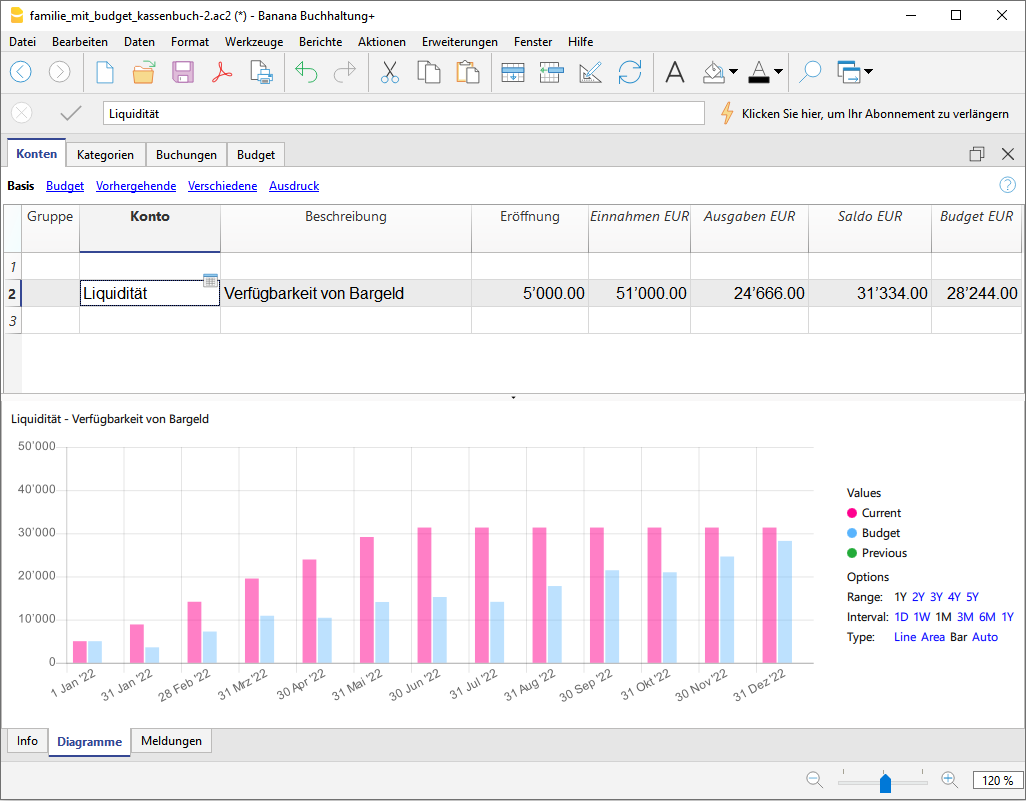 familie_mit_budget_kassenbuch-2.ac2 (*) - Banana Buchhaltung+
Datei Bearbeiten Daten Format Werkzeuge Berichte Aktionen Erweiterungen Fenster Hilfe
Liquidität Klicken Sie hier, um Ihr Abonnement zu verlängern
Konten Kategorien Buchungen Budget
Basis Budget Vorhergehende Verschiedene Ausdruck
Gruppe Konto Beschreibung Eröffnung Einnahmen EUR Ausgaben EUR Saldo EUR Budget EUR
1
2 Liquidität Verfügbarkeit von Bargeld 5’000.00 51’000.00 24’666.00 31’334.00 28’244.00
3
Liquidität - Verfügbarkeit von Bargeld
50'000
40'000
30'000
20'000
10'000
0
1 Jan '22 31 Jan '22 28 Feb '22 31 Mrz '22 30 Apr '22 31 Mai '22 30 Jun '22 31 Jul '22 31 Aug '22 30 Sep '22 31 Okt '22 30 Nov '22 31 Dez '22
Values
Current
Budget
Previous
Options
Range: 1Y 2Y 3Y 4Y 5Y
Interval: 1D 1W 1M 3M 6M 1Y
Type: Line Area Bar Auto
Info Diagramme Meldungen
120 %